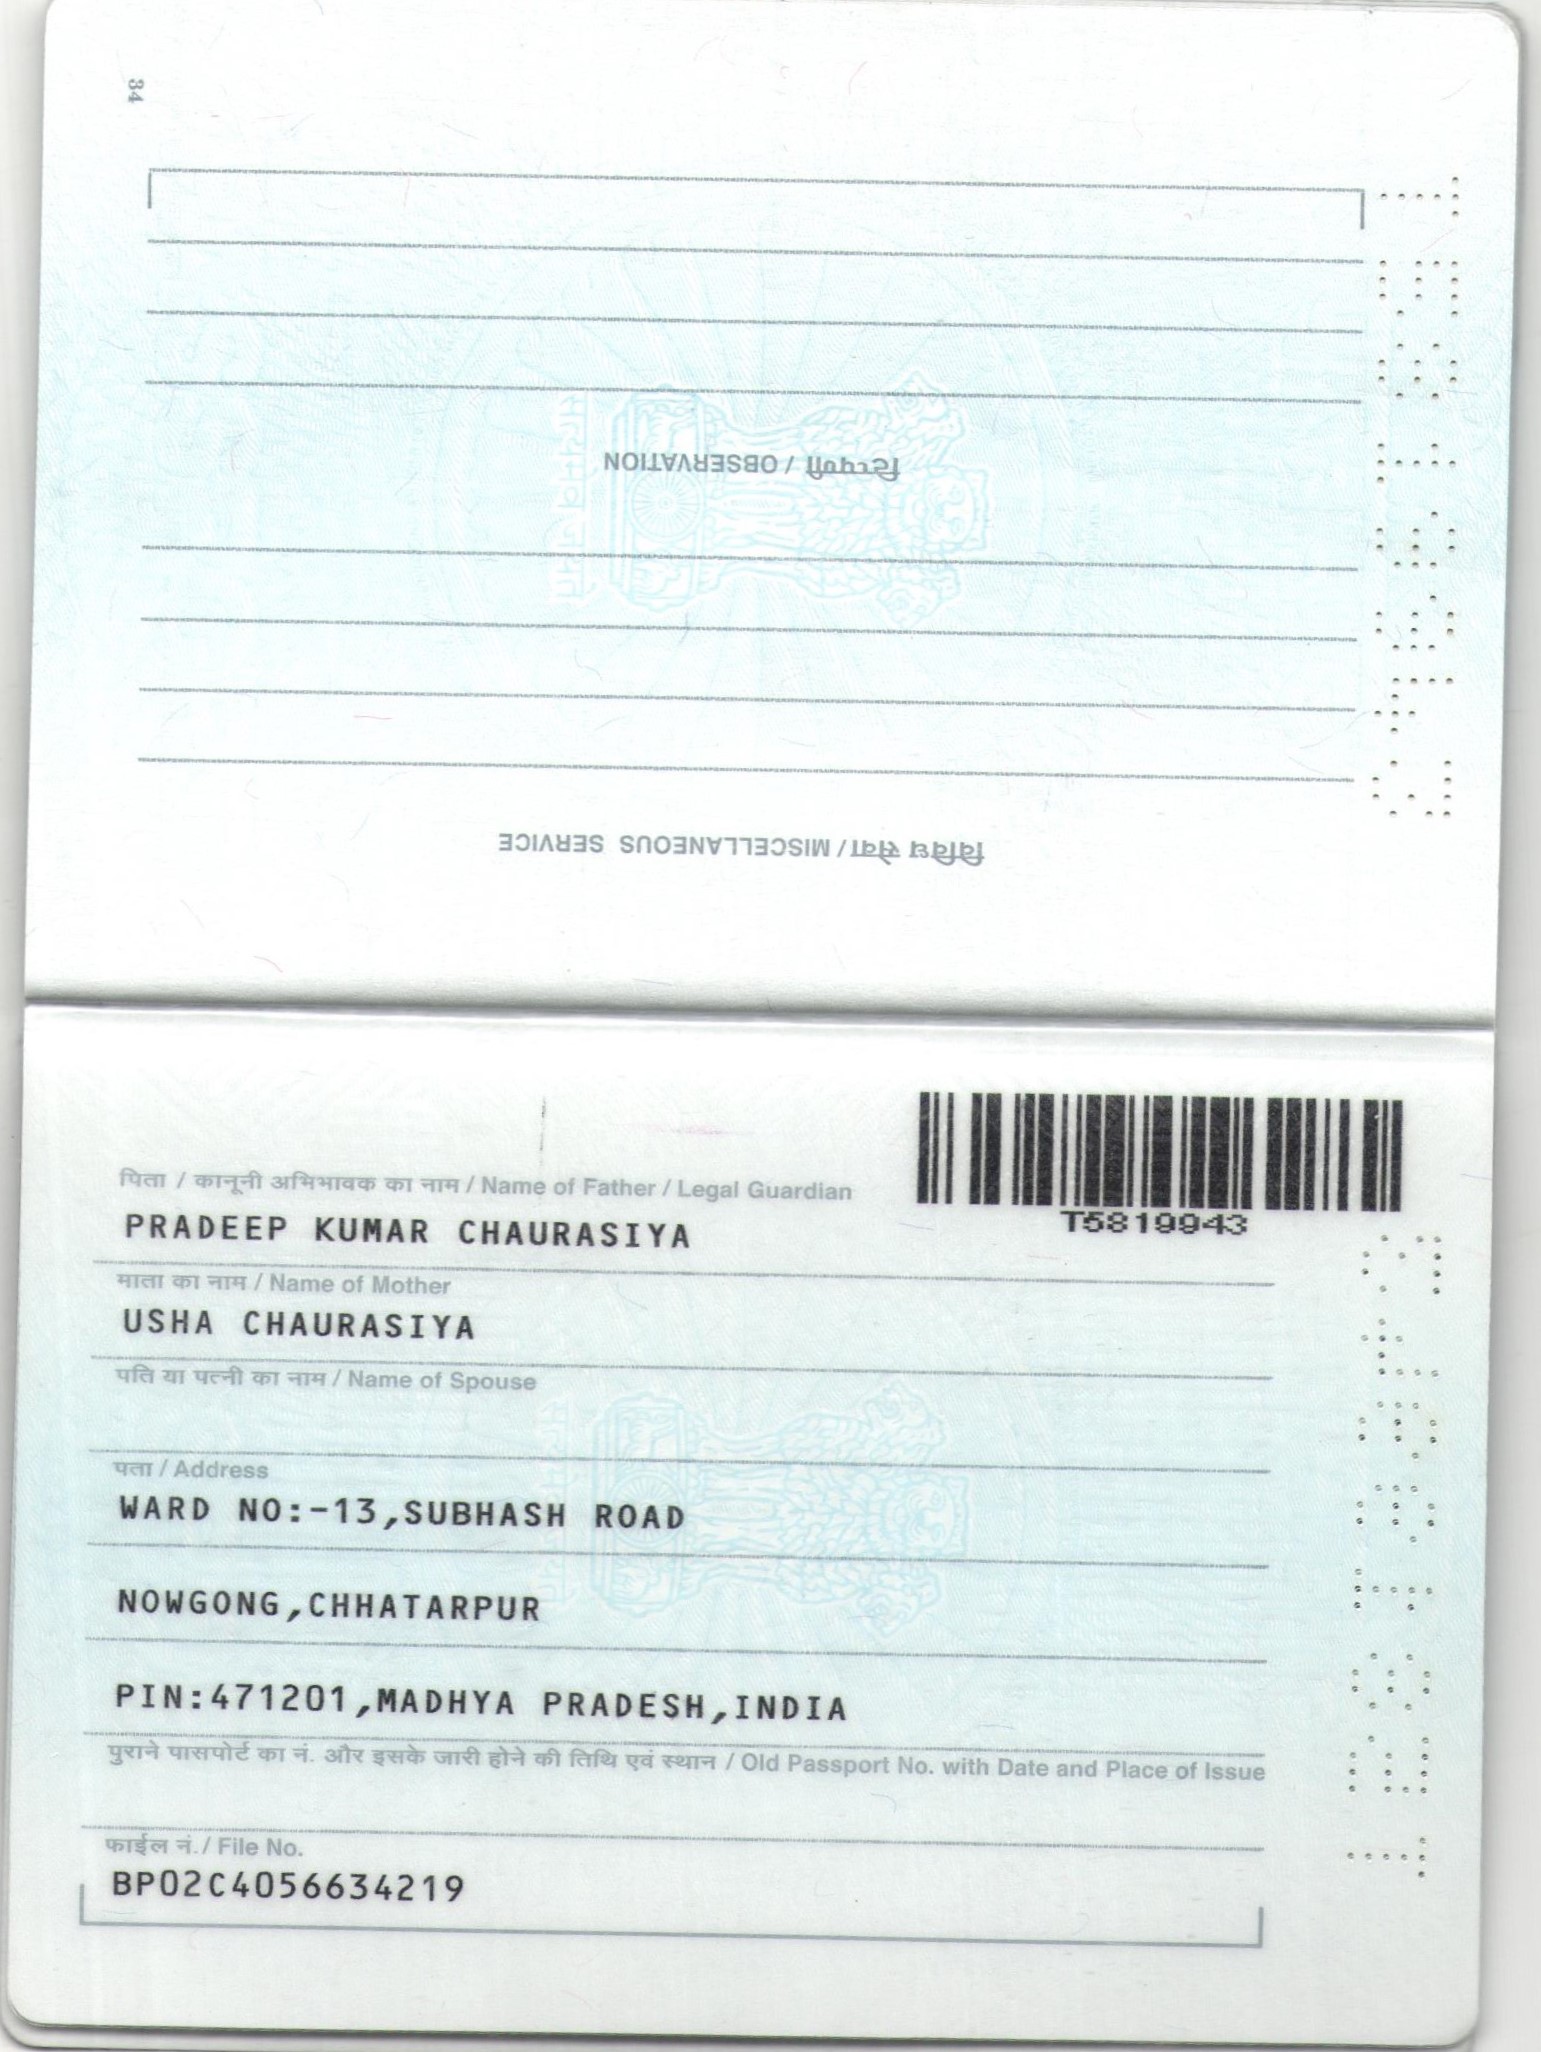 34
टिप्पणी / OBSERVATION
विविध सेवा / MISCELLANEOUS SERVICE
T5819943
पिता / कानूनी अभिभावक का नाम / Name of Father / Legal Guardian
PRADEEP KUMAR CHAURASIYA
माता का नाम / Name of Mother
USHA CHAURASIYA
पति या पत्नी का नाम / Name of Spouse
पता / Address
WARD NO:-13,SUBHASH ROAD
NOWGONG,CHHATARPUR
PIN:471201,MADHYA PRADESH,INDIA
पुराने पासपोर्ट का नं. और इसके जारी होने की तिथि एवं स्थान / Old Passport No. with Date and Place of Issue
फाईल नं. / File No.
BP02C4056634219